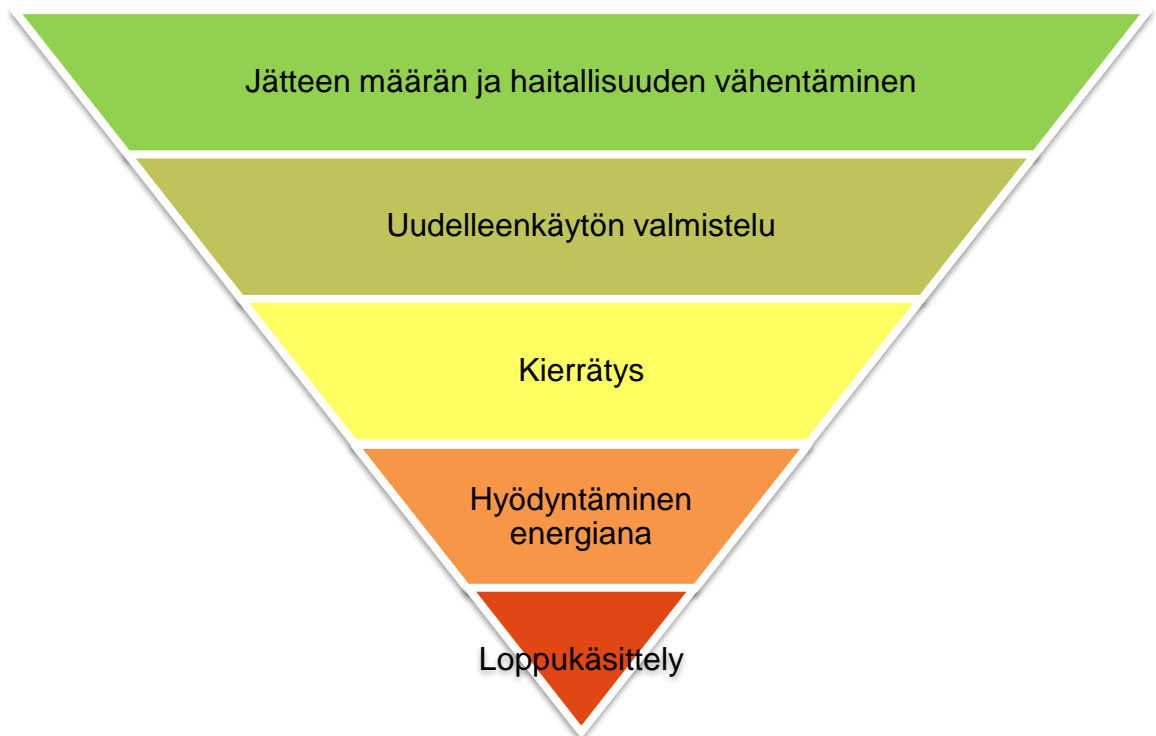 Jätteen määrän ja haitallisuuden vähentäminen
Uudelleenkäytön valmistelu
Kierrätys
Hyödyntäminen
energiana
Loppukäsittely